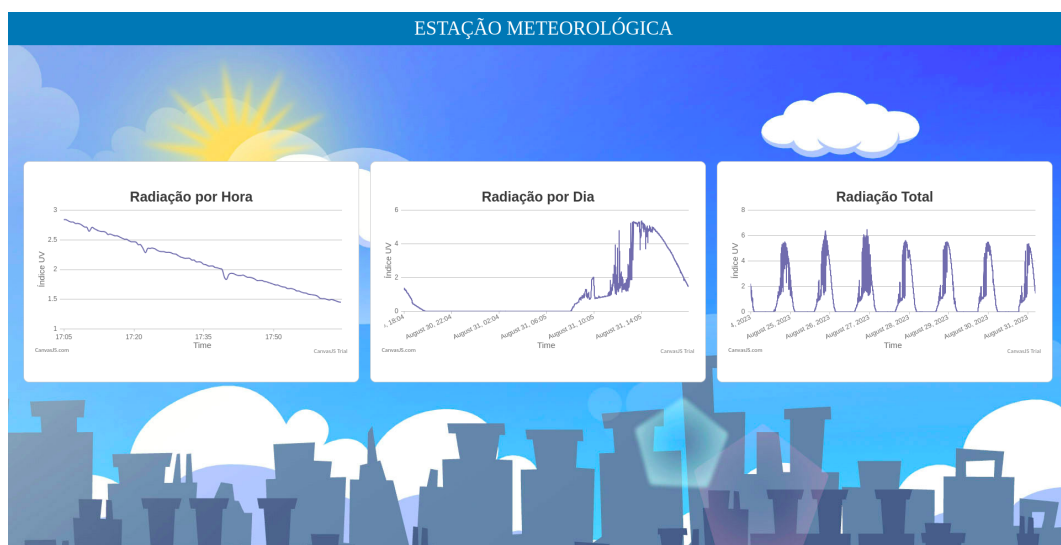 ESTAÇÃO METEOROLÓGICA
Radiação por Hora
3
2.5
2
1.5
1
Índice UV
17:05
17:20
17:35
17:50
Time
CanvasJS.com
CanvasJS Trial
Radiação por Dia
6
4
2
0
Índice UV
18:04
August 30, 22:04
August 31, 02:04
August 31, 06:05
August 31, 10:05
August 31, 14:05
Time
CanvasJS.com
CanvasJS Trial
Radiação Total
8
6
4
2
0
Índice UV
4, 2023
August 25, 2023
August 26, 2023
August 27, 2023
August 28, 2023
August 29, 2023
August 30, 2023
August 31, 2023
Time
CanvasJS.com
CanvasJS Trial